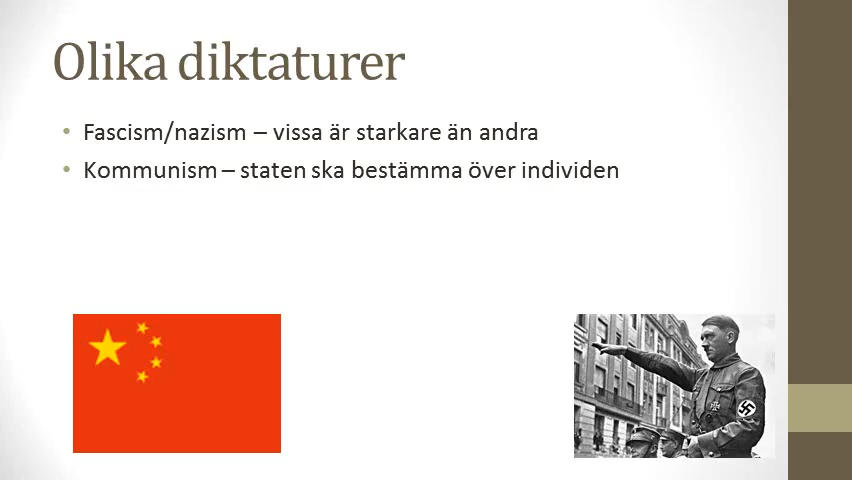 Olika diktaturer
• Fascism/nazism – vissa är starkare än andra
• Kommunism – staten ska bestämma över individen